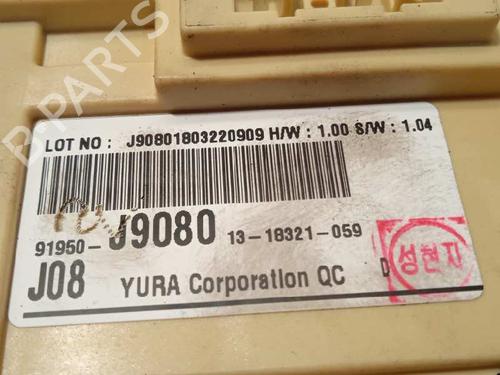 B-PARTS
LOT NO : J90801803220909 H/W : 1.00 S/W : 1.04
91950-J9080 13-18321-059
J08 YURA Corporation QC D
성현지